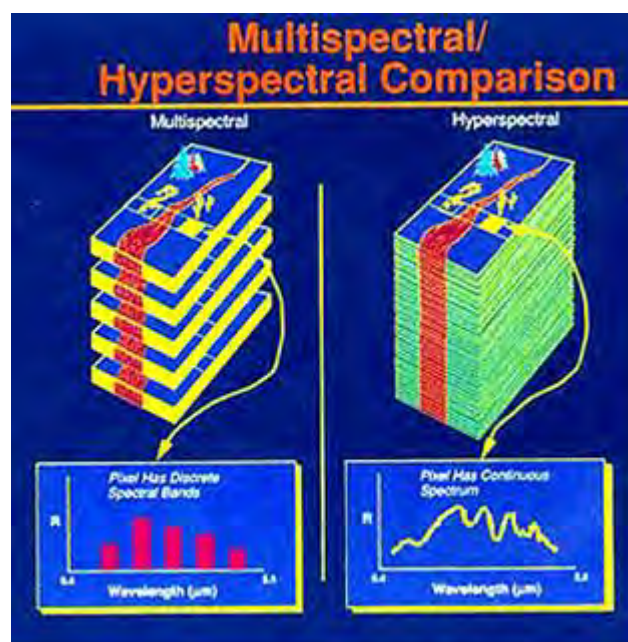 Multispectral/
Hyperspectral Comparison
Multispectral
Hyperspectral
Pixel Has Discrete
Spectral Bands
R
Wavelength (μm)
Pixel Has Continuous
Spectrum
R
Wavelength (μm)